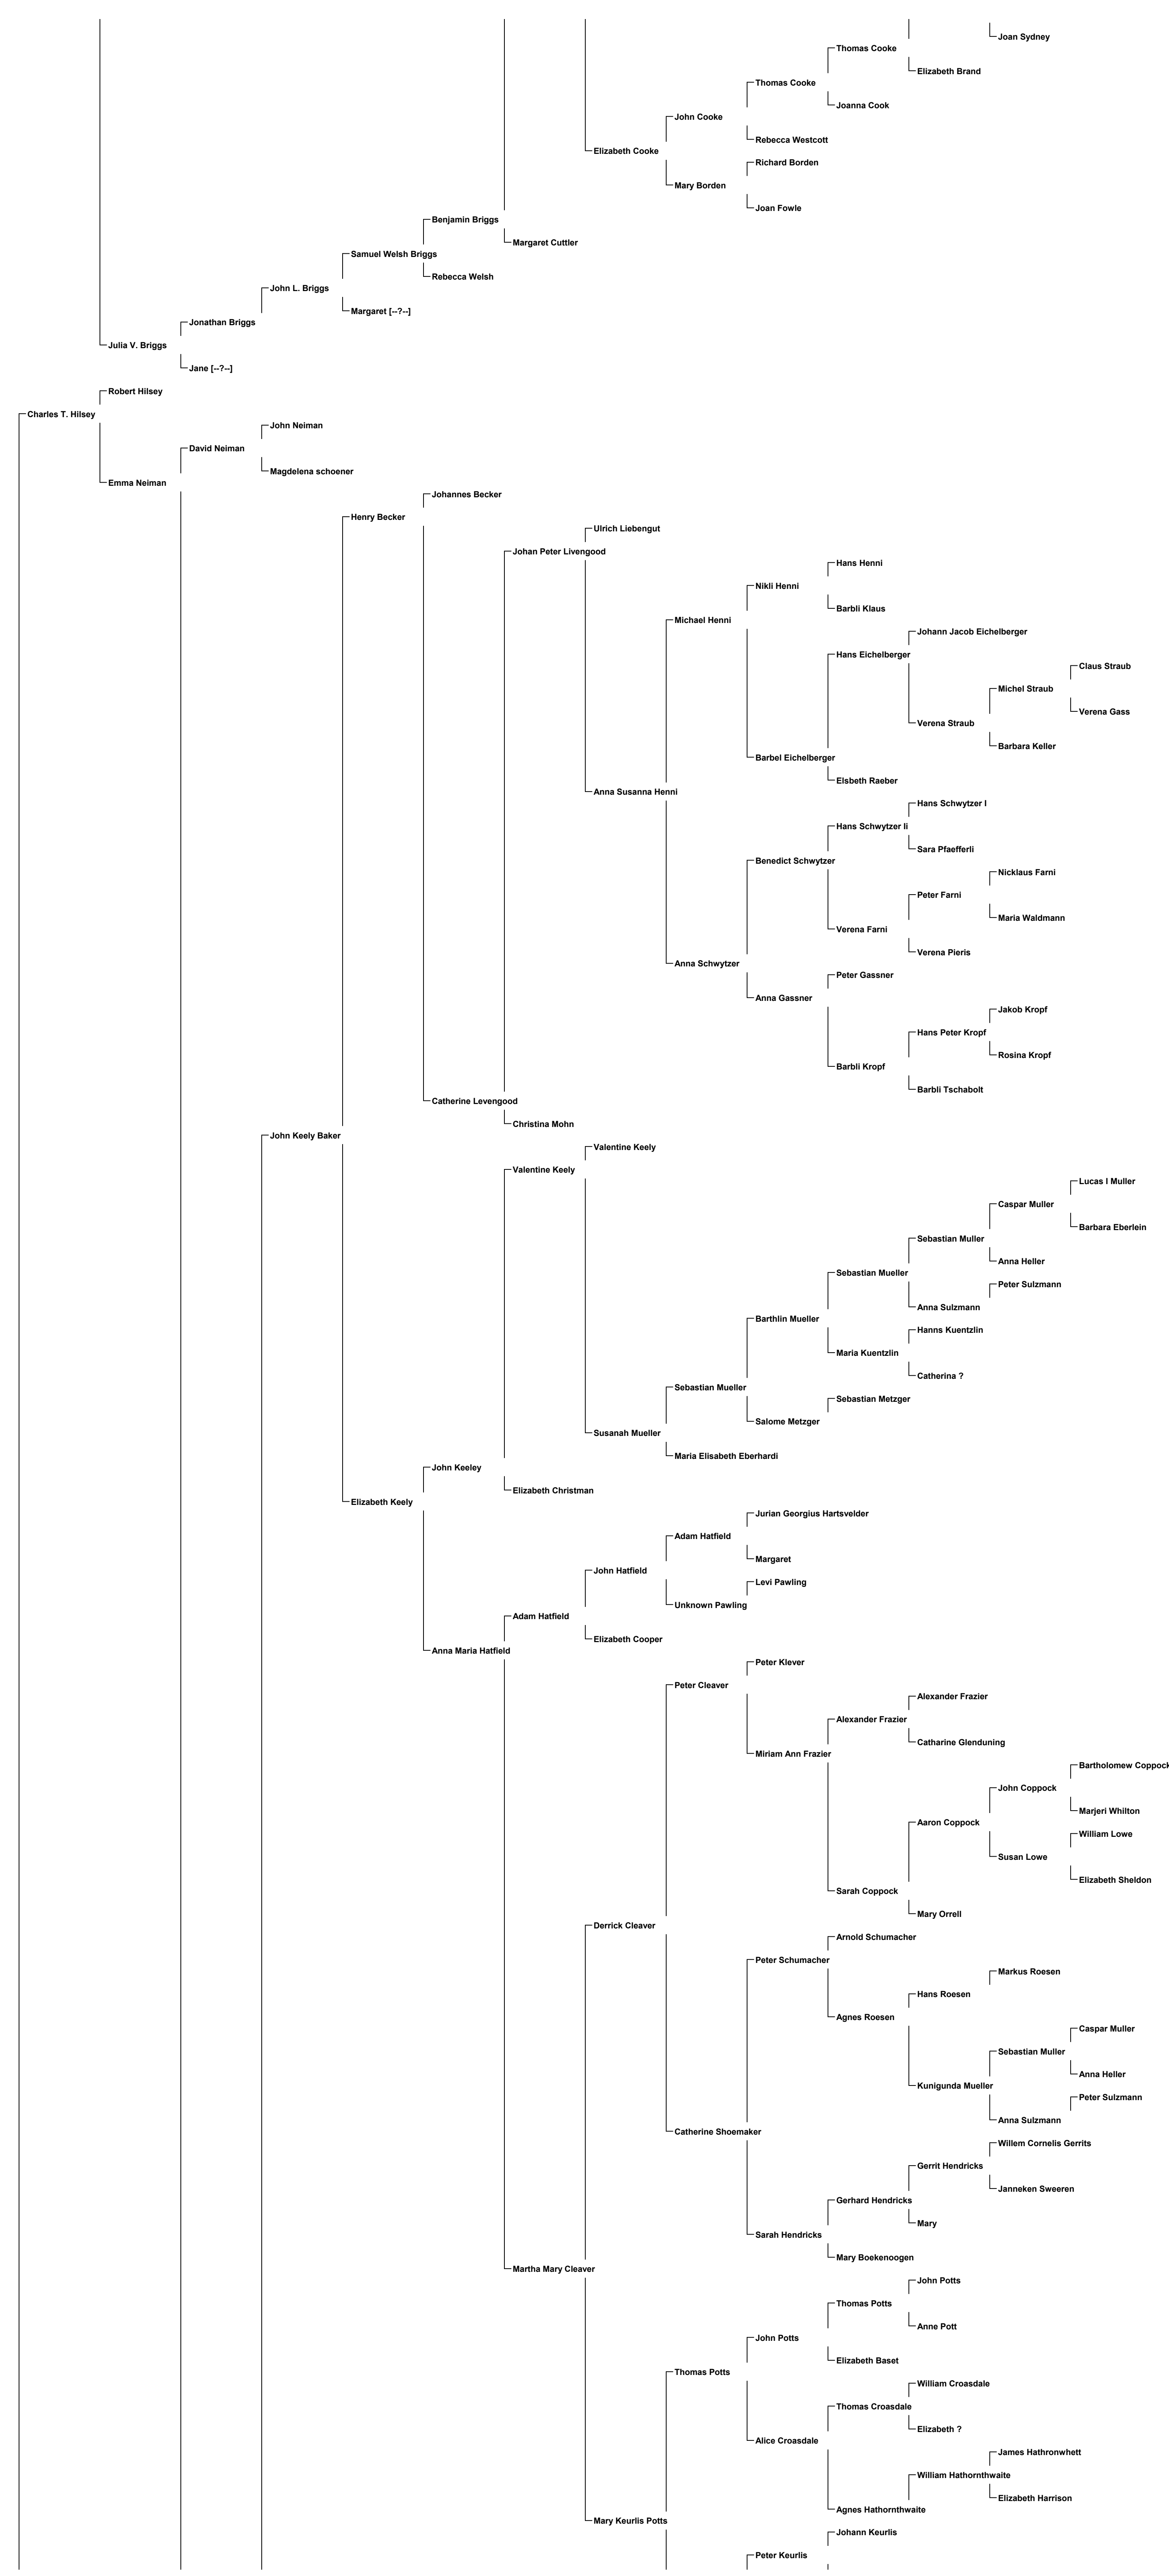 Joan Sydney
Thomas Cooke
Elizabeth Brand
Thomas Cooke
Joanna Cook
John Cooke
Rebecca Westcott
Elizabeth Cooke
Richard Borden
Mary Borden
Joan Fowle
Benjamin Briggs
Margaret Cuttler
Samuel Welsh Briggs
Rebecca Welsh
John L. Briggs
Margaret [--?--]
Jonathan Briggs
Julia V. Briggs
Jane [--?--]
Robert Hilsey
Charles T. Hilsey
John Neiman
David Neiman
Magdelena schoener
Emma Neiman
Johannes Becker
Henry Becker
Ulrich Liebengut
Johan Peter Livengood
Hans Henni
Nikli Henni
Barbli Klaus
Michael Henni
Johann Jacob Eichelberger
Hans Eichelberger
Claus Straub
Michel Straub
Verena Gass
Verena Straub
Barbara Keller
Barbel Eichelberger
Elsbeth Raeber
Anna Susanna Henni
Hans Schwytzer I
Hans Schwytzer Ii
Sara Pfaefferli
Benedict Schwytzer
Nicklaus Farni
Peter Farni
Maria Waldmann
Verena Farni
Verena Pieris
Anna Schwytzer
Peter Gassner
Anna Gassner
Jakob Kropf
Hans Peter Kropf
Rosina Kropf
Barbli Kropf
Barbli Tschabolt
Catherine Levengood
Christina Mohn
John Keely Baker
Valentine Keely
Valentine Keely
Lucas I Muller
Caspar Muller
Barbara Eberlein
Sebastian Muller
Anna Heller
Sebastian Mueller
Peter Sulzmann
Anna Sulzmann
Barthlin Mueller
Hanns Kuentzlin
Maria Kuentzlin
Catherina ?
Sebastian Mueller
Sebastian Metzger
Salome Metzger
Susanah Mueller
Maria Elisabeth Eberhardi
John Keeley
Elizabeth Christman
Elizabeth Keely
Jurian Georgius Hartsvelder
Adam Hatfield
Margaret
John Hatfield
Levi Pawling
Unknown Pawling
Adam Hatfield
Elizabeth Cooper
Anna Maria Hatfield
Peter Klever
Peter Cleaver
Alexander Frazier
Alexander Frazier
Catharine Glenduning
Miriam Ann Frazier
Bartholomew Coppock
John Coppock
Marjeri Whilton
Aaron Coppock
William Lowe
Susan Lowe
Elizabeth Sheldon
Sarah Coppock
Mary Orrell
Derrick Cleaver
Arnold Schumacher
Peter Schumacher
Markus Roesen
Hans Roesen
Agnes Roesen
Caspar Muller
Sebastian Muller
Anna Heller
Kunigunda Mueller
Peter Sulzmann
Anna Sulzmann
Catherine Shoemaker
Willem Cornelis Gerrits
Gerrit Hendricks
Janneken Sweeren
Gerhard Hendricks
Mary
Sarah Hendricks
Mary Boekenoogen
Martha Mary Cleaver
John Potts
Thomas Potts
Anne Pott
John Potts
Elizabeth Baset
Thomas Potts
William Croasdale
Thomas Croasdale
Elizabeth ?
Alice Croasdale
James Hathronwhett
William Hathornthwaite
Elizabeth Harrison
Agnes Hathornthwaite
Mary Keurlis Potts
Johann Keurlis
Peter Keurlis